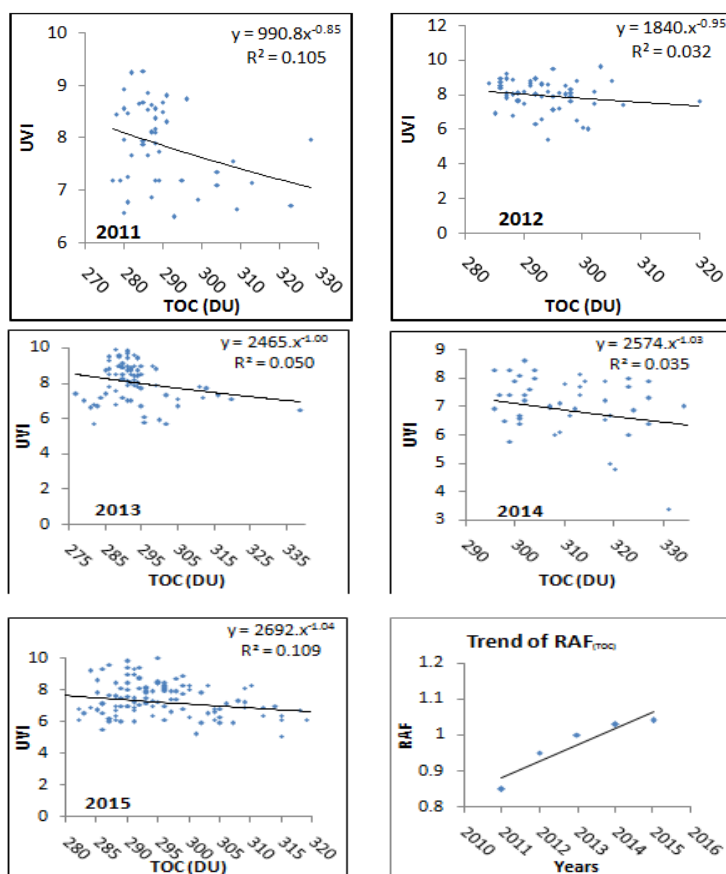 y = 990.8x^-0.85
R² = 0.105
10
9
8
7
6
UVI
2011
270 280 290 300 310 320 330
TOC (DU)
y = 1840.x^-0.95
R² = 0.032
12
10
8
6
4
2
0
UVI
2012
280 290 300 310 320
TOC (DU)
y = 2465.x^-1.00
R² = 0.050
10
8
6
4
2
0
UVI
2013
275 285 295 305 315 325 335
TOC (DU)
y = 2574.x^-1.03
R² = 0.035
9
8
7
6
5
4
3
UVI
2014
290 300 310 320 330
TOC (DU)
y = 2692.x^-1.04
R² = 0.109
10
8
6
4
2
0
UVI
2015
280 285 290 295 300 305 310 315 320
TOC (DU)
Trend of RAF(TOC)
1.2
1.1
1
0.9
0.8
RAF
2010 2011 2012 2013 2014 2015 2016
Years